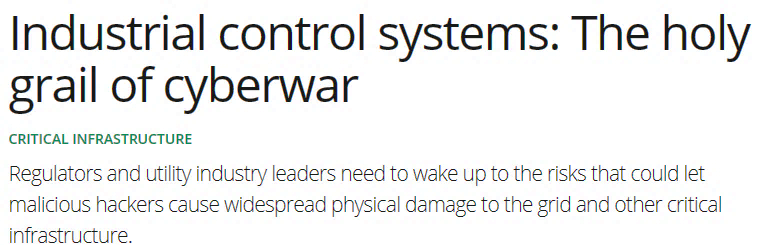 Industrial control systems: The holy
grail of cyberwar
CRITICAL INFRASTRUCTURE
Regulators and utility industry leaders need to wake up to the risks that could let
malicious hackers cause widespread physical damage to the grid and other critical
infrastructure.